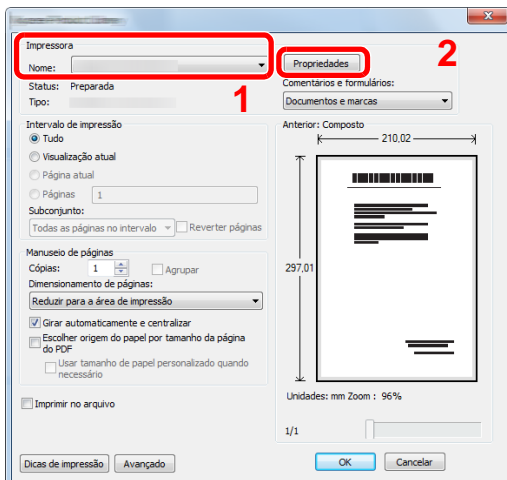 Impressora
Nome:
Propriedades
1
2
Status: Preparada
Tipo:
Comentários e formulários:
Documentos e marcas
Intervalo de impressão
Tudo
Visualização atual
Página atual
Páginas 1
Subconjunto:
Todas as páginas no intervalo
Reverter páginas
Manuseio de páginas
Cópias: 1
Agrupar
Dimensionamento de páginas:
Reduzir para a área de impressão
Girar automaticamente e centralizar
Escolher origem do papel por tamanho da página
do PDF
Usar tamanho de papel personalizado quando
necessário
Imprimir no arquivo
Anterior: Composto
210,02
297,01
Unidades: mm Zoom : 96%
1/1
Dicas de impressão
Avançado
OK
Cancelar